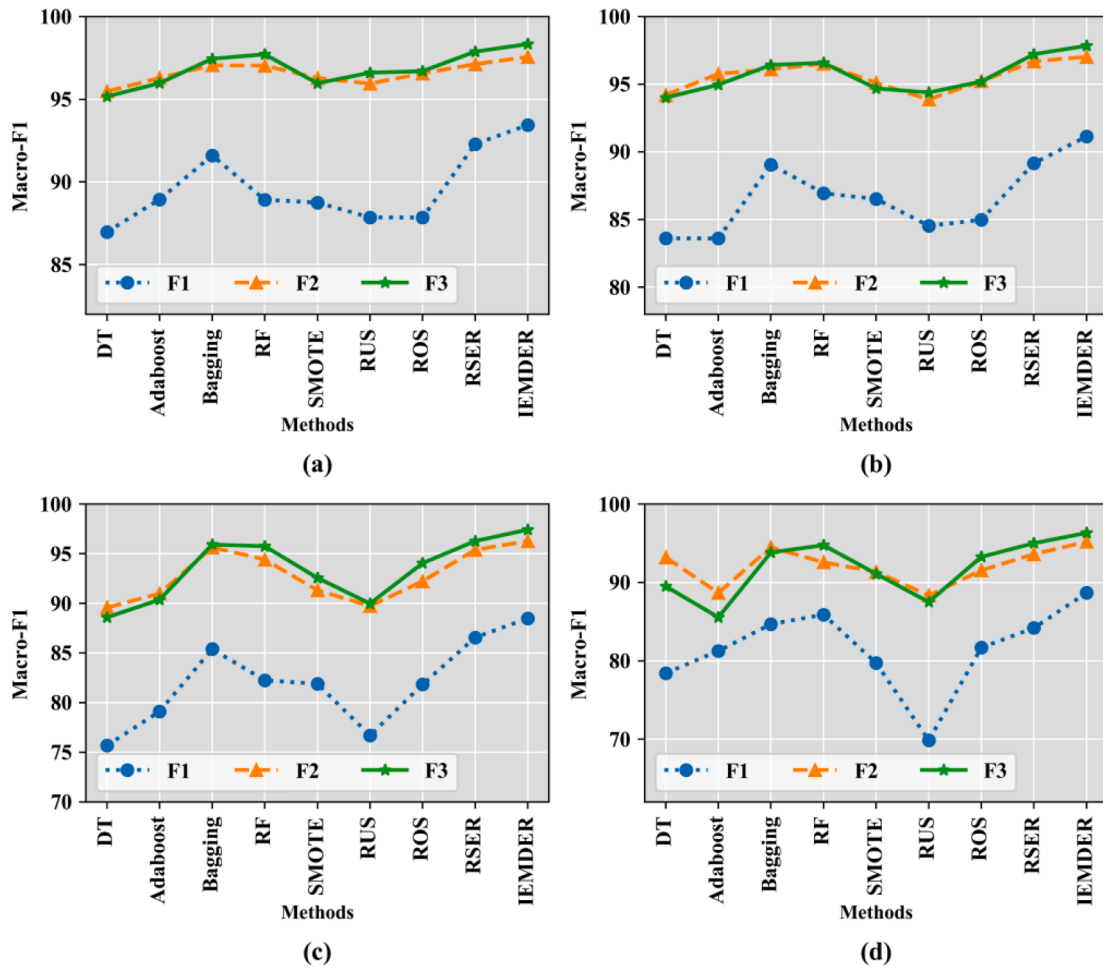 100
95
90
85
Macro-F1
F1 F2 F3
DT Adaboost Bagging RF SMOTE RUS ROS RSER IEMDER
Methods
(a)
100
95
90
85
80
Macro-F1
F1 F2 F3
DT Adaboost Bagging RF SMOTE RUS ROS RSER IEMDER
Methods
(b)
100
95
90
85
80
75
70
Macro-F1
F1 F2 F3
DT Adaboost Bagging RF SMOTE RUS ROS RSER IEMDER
Methods
(c)
100
90
80
70
Macro-F1
F1 F2 F3
DT Adaboost Bagging RF SMOTE RUS ROS RSER IEMDER
Methods
(d)